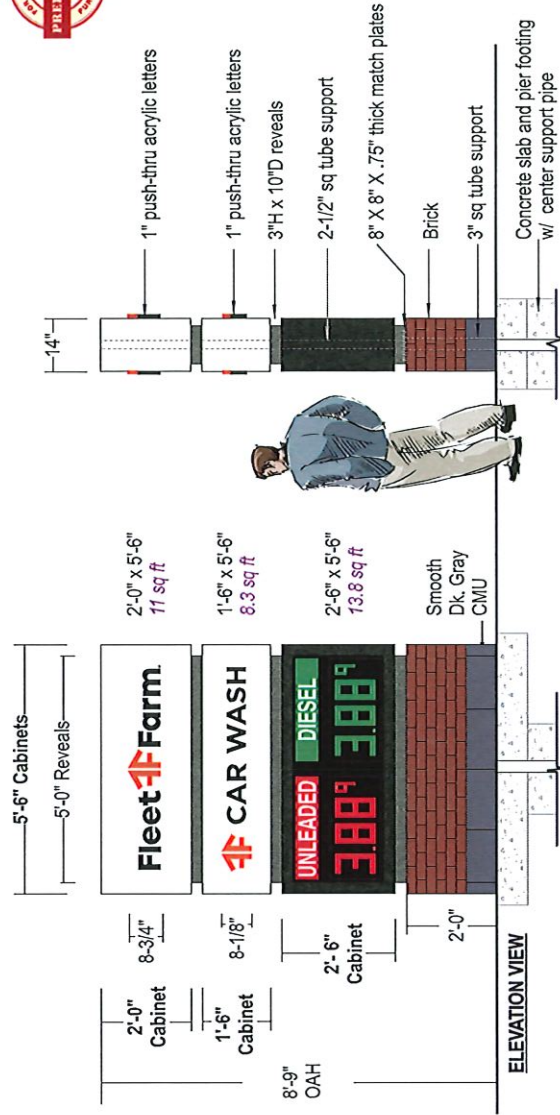 5'-6" Cabinets
5'-0" Reveals
14"
Fleet Farm
CAR WASH
UNLEADED
DIESEL
3.88 9
3.88 9
8-3/4"
8-1/8"
2'-0"
Cabinet
1'-6"
Cabinet
2'-6"
Cabinet
2'-0"
8'-9"
OAH
2'-0" x 5'-6"
11 sq ft
1'-6" x 5'-6"
8.3 sq ft
2'-6" x 5'-6"
13.8 sq ft
Smooth
Dk. Gray
CMU
1" push-thru acrylic letters
1" push-thru acrylic letters
3"H x 10"D reveals
2-1/2" sq tube support
8" X 8" X .75" thick match plates
Brick
3" sq tube support
Concrete slab and pier footing
w/ center support pipe
ELEVATION VIEW
FOR